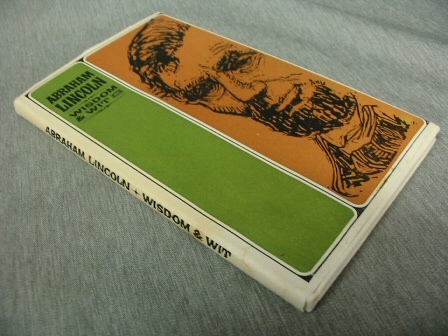 ABRAHAM
LINCOLN
WISDOM
& WIT
ABRAHAM LINCOLN • WISDOM & WIT